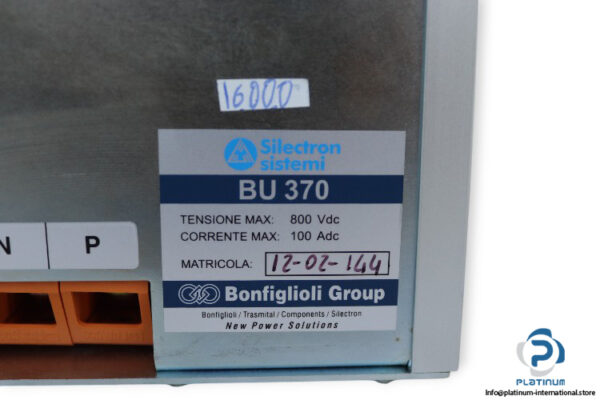 16000
Silectron
sistemi
BU 370
TENSIONE MAX: 800 Vdc
CORRENTE MAX: 100 Adc
MATRICOLA: 12-02-144
N P
Bonfiglioli Group
Bonfiglioli / Trasmital / Components / Silectron
New Power Solutions
PLATINUM
Info@platinum-international.store